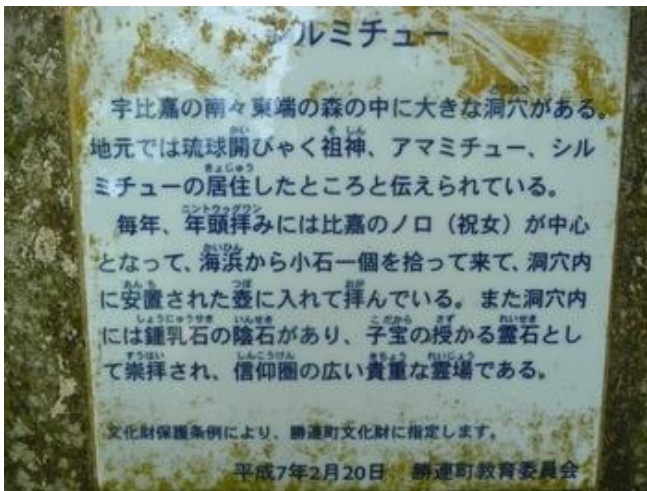 シルミチュー
字比嘉の南々東端の森の中に大きな洞穴がある。
地元では琉球開びゃく祖神、アマミチュー、シル
ミチューの居住したところと伝えられている。
毎年、年頭拝みには比嘉のノロ（祝女）が中心
となって、海浜から小石一個を拾って来て、洞穴内
に安置された壺に入れて拝んでいる。また洞穴内
には鍾乳石の陰石があり、子宝の授かる霊石とし
て崇拝され、信仰圏の広い貴重な霊場である。
文化財保護条例により、勝連町文化財に指定します。
平成7年2月20日 勝連町教育委員会